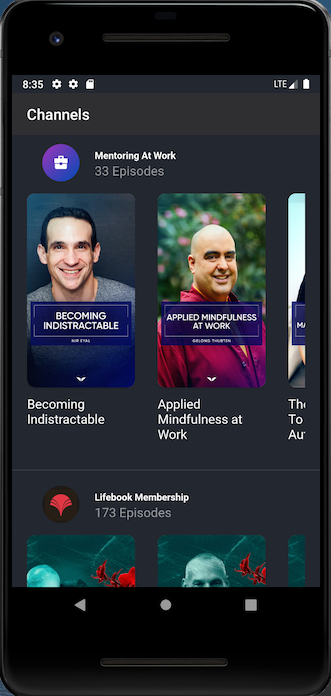 8:35
LTE
Channels
Mentoring At Work
33 Episodes
BECOMING
INDISTRACTABLE
NIR EYAL
APPLIED MINDFULNESS
AT WORK
GELONG THUBTEN
MA
Becoming
Indistractable
Applied
Mindfulness at
Work
The
To
Aut
Lifebook Membership
173 Episodes